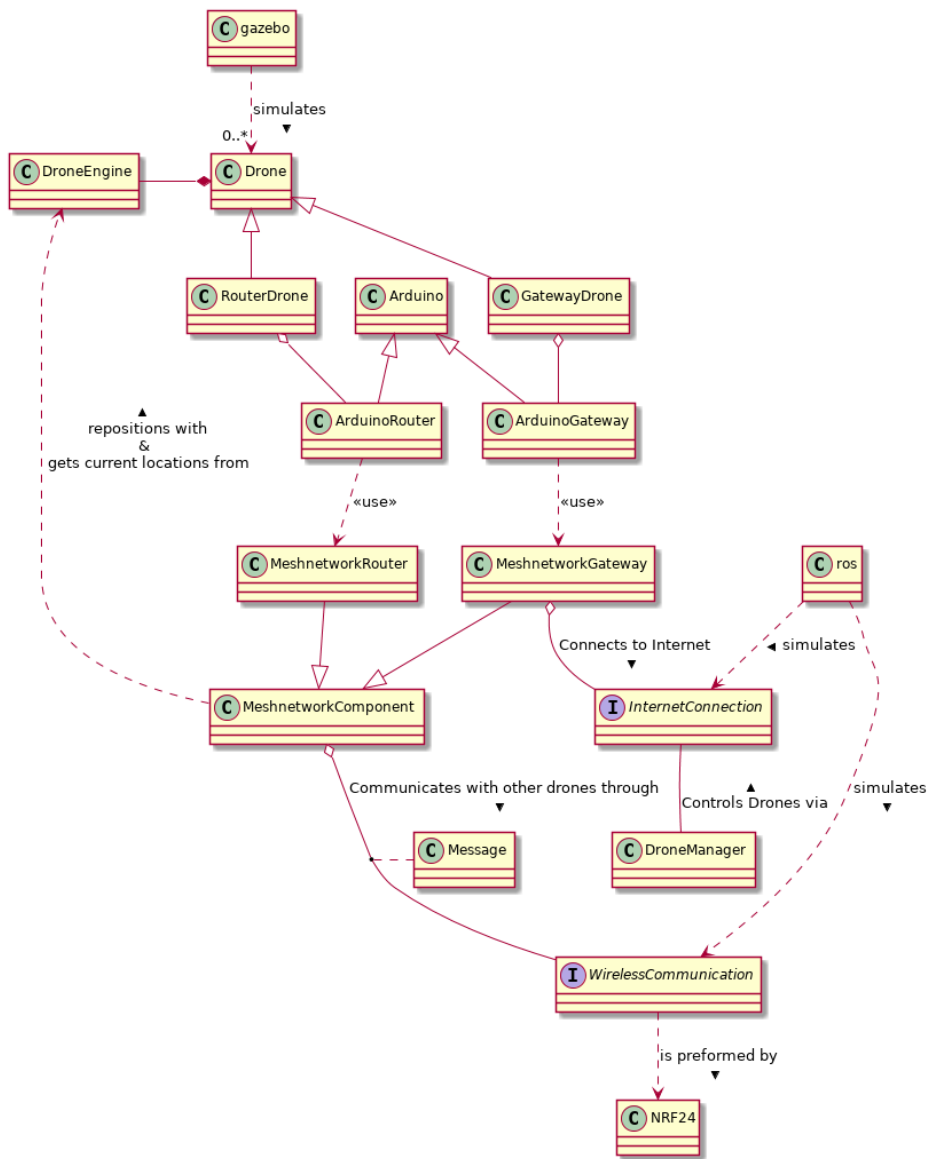 C gazebo
simulates
▼
0..*
C DroneEngine
C Drone
C RouterDrone
C Arduino
C GatewayDrone
▲
repositions with
&
gets current locations from
C ArduinoRouter
C ArduinoGateway
«use»
«use»
C MeshnetworkRouter
C MeshnetworkGateway
C ros
Connects to Internet
▼
◄ simulates
C MeshnetworkComponent
I InternetConnection
Communicates with other drones through
▼
▲
Controls Drones via
simulates
▼
C Message
C DroneManager
I WirelessCommunication
is preformed by
▼
C NRF24